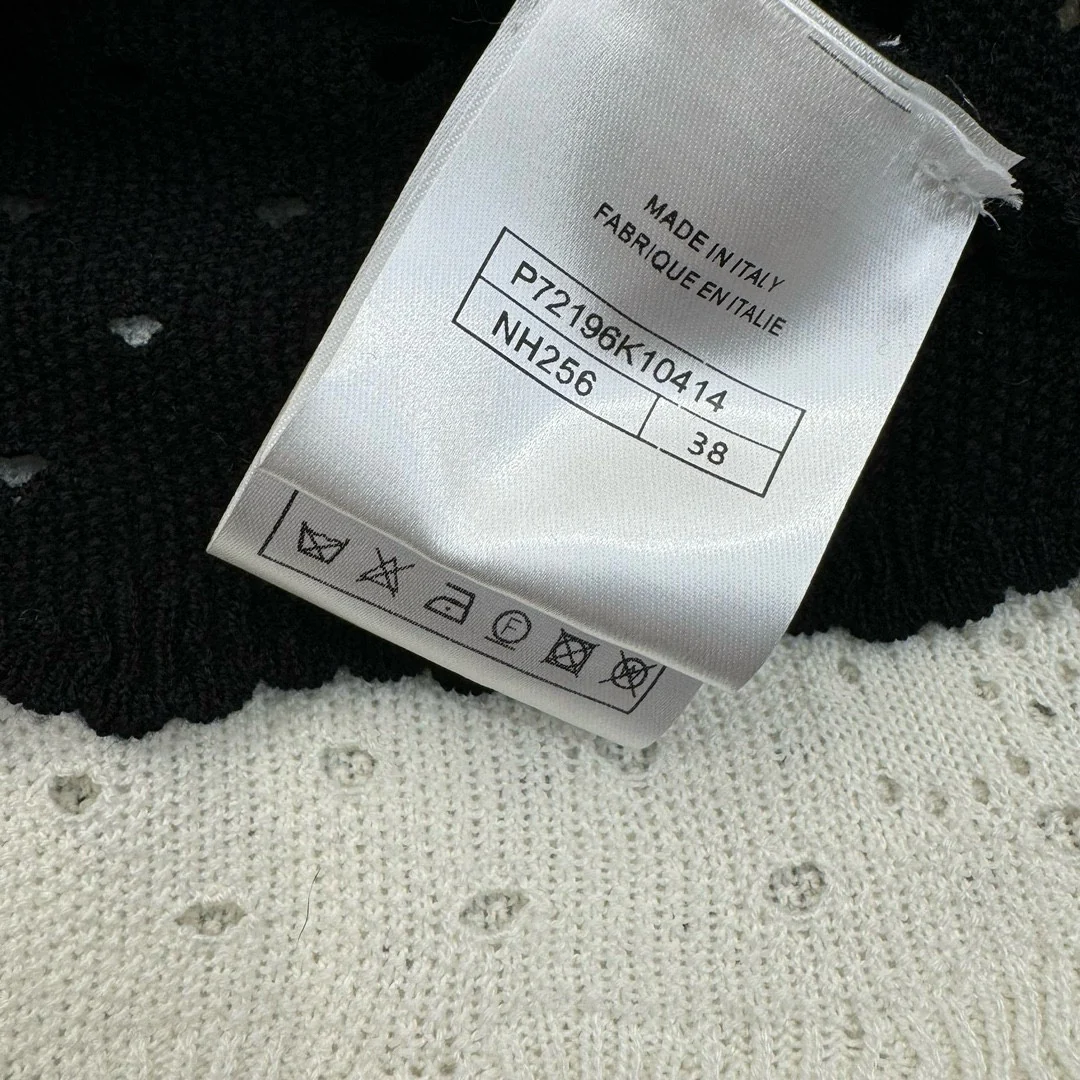 MADE IN ITALY
FABRIQUE EN ITALIE
P72196K10414
NH256 38
F
W